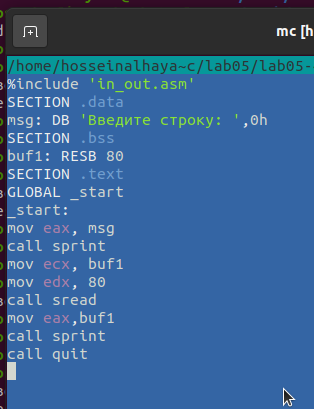 mc [h
/home/hosseinalhaya-c/lab05/lab05-
%include 'in_out.asm'
SECTION .data
msg: DB 'Введите строку: ',0h
SECTION .bss
buf1: RESB 80
SECTION .text
GLOBAL _start
_start:
mov eax, msg
call sprint
mov ecx, buf1
mov edx, 80
call sread
mov eax,buf1
call sprint
call quit